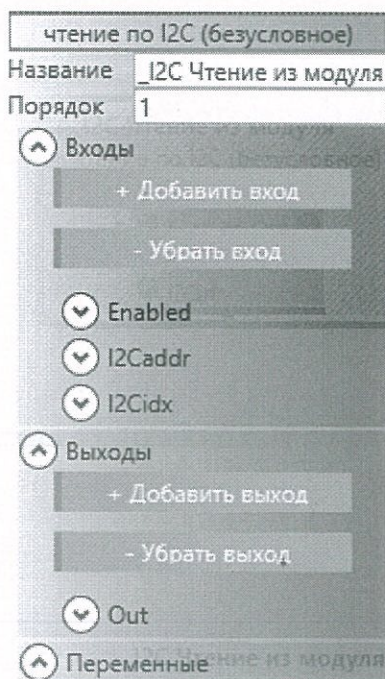 чтение по I2C (безусловное)
Название _I2C Чтение из модуля
Порядок 1
Входы
+ Добавить вход
- Убрать вход
Enabled
I2Caddr
I2Cidx
Выходы
+ Добавить выход
- Убрать выход
Out
Переменные